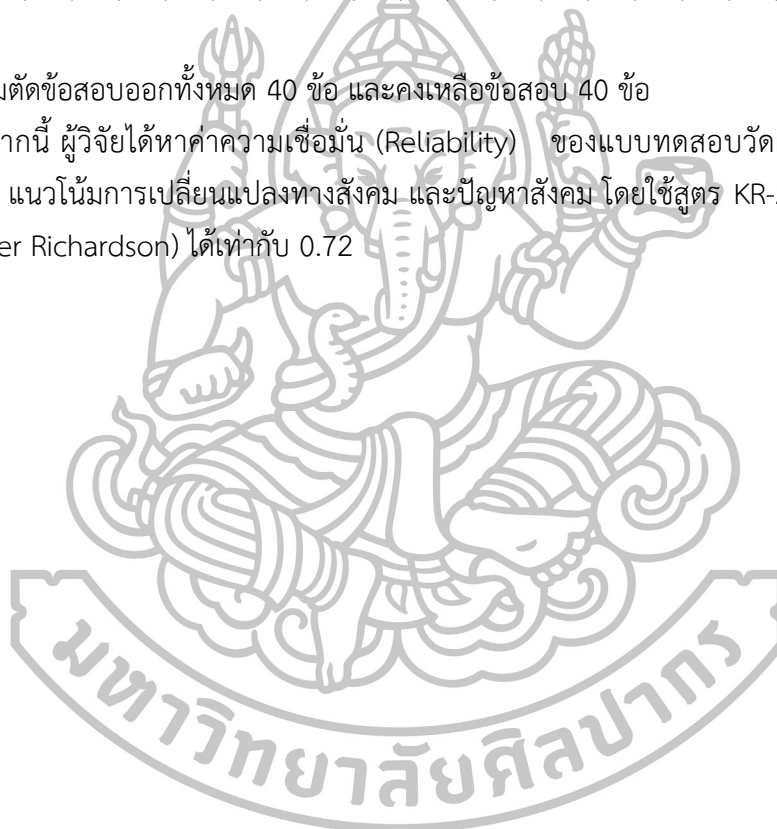 ตัดข้อสอบออกทั้งหมด 40 ข้อ และคงเหลือข้อสอบ 40 ข้อ
ากนี้ ผู้วิจัยได้หาค่าความเชื่อมั่น (Reliability) ของแบบทดสอบวัด
แนวโน้มการเปลี่ยนแปลงทางสังคม และปัญหาสังคม โดยใช้สูตร KR-
er Richardson) ได้เท่ากับ 0.72
มหาวิทยาลัยศิลปากร